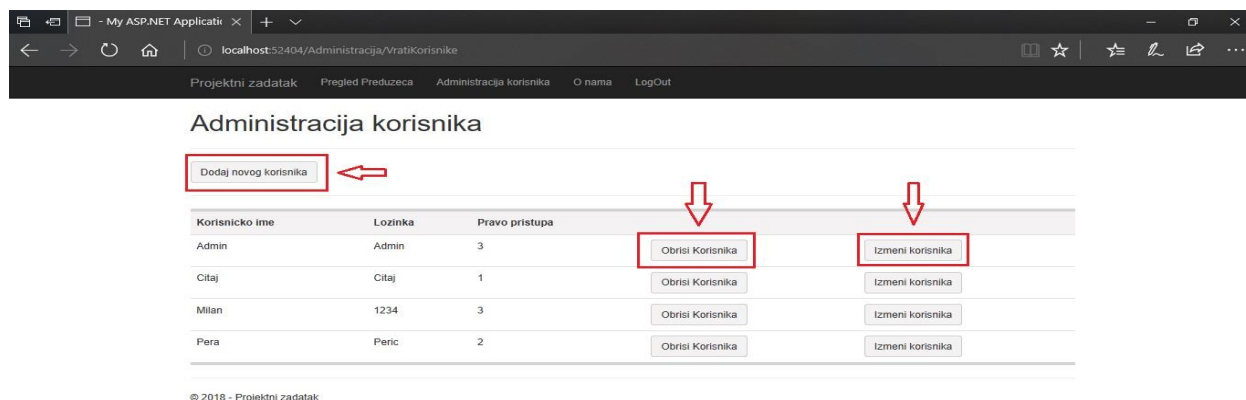 - My ASP.NET Applicatic
localhost:52404/Administracija/VratiKorisnike
Projektni zadatak Pregled Preduzeca Administracija korisnika O nama LogOut
Administracija korisnika
Dodaj novog korisnika
Korisnicko ime Lozinka Pravo pristupa
Admin Admin 3 Obrisi Korisnika Izmeni korisnika
Citaj Citaj 1 Obrisi Korisnika Izmeni korisnika
Milan 1234 3 Obrisi Korisnika Izmeni korisnika
Pera Peric 2 Obrisi Korisnika Izmeni korisnika
© 2018 - Projektni zadatak